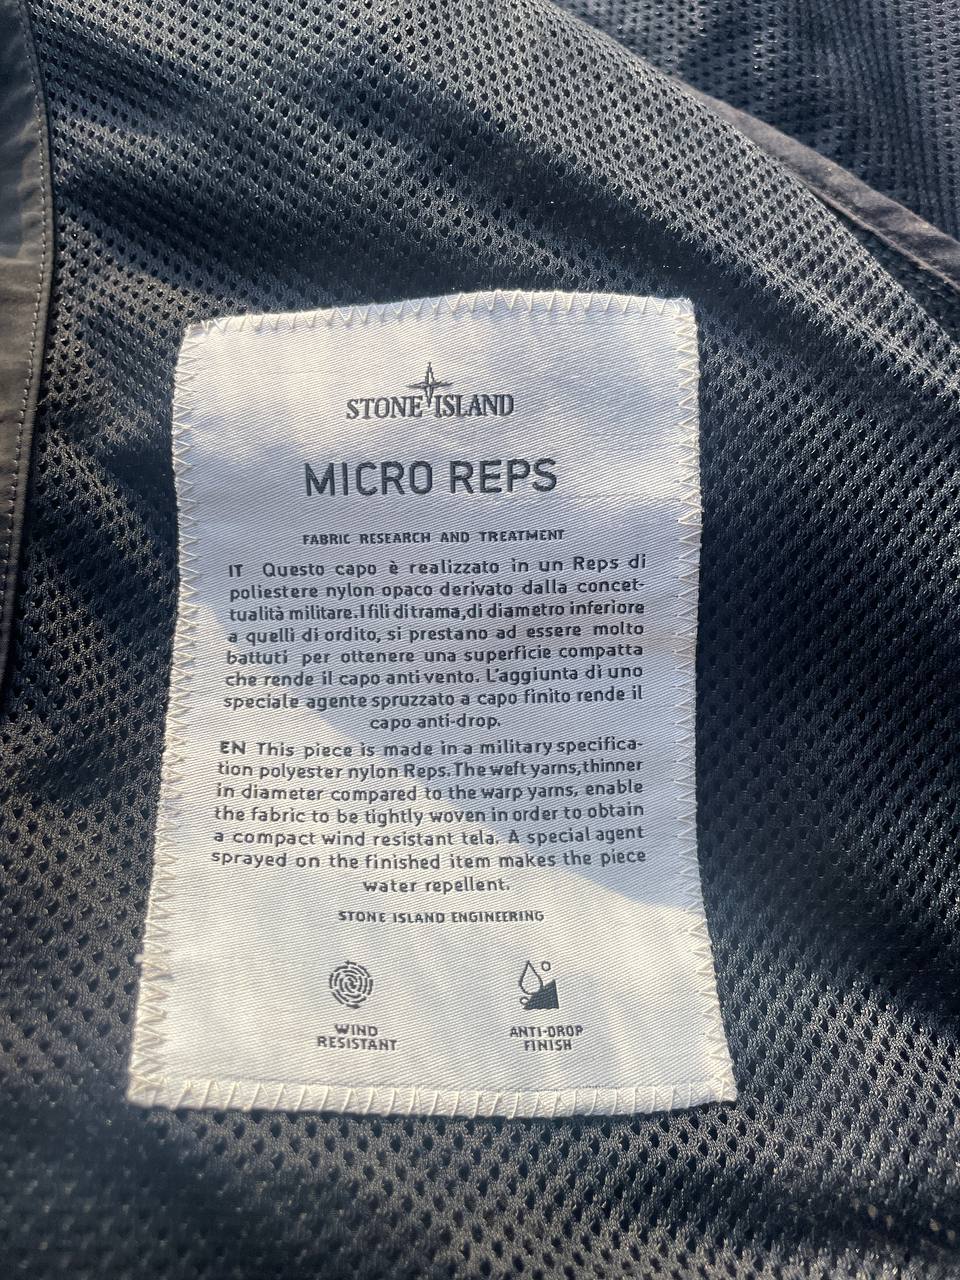 STONE ISLAND
MICRO REPS
FABRIC RESEARCH AND TREATMENT
IT Questo capo è realizzato in un Reps di
poliestere nylon opaco derivato dalla concet-
tualità militare. I fili di trama, di diametro inferiore
a quelli di ordito, si prestano ad essere molto
battuti per ottenere una superficie compatta
che rende il capo anti vento. L'aggiunta di uno
speciale agente spruzzato a capo finito rende il
capo anti-drop.
EN This piece is made in a military specifica-
tion polyester nylon Reps. The weft yarns, thinner
in diameter compared to the warp yarns, enable
the fabric to be tightly woven in order to obtain
a compact wind resistant tela. A special agent
sprayed on the finished item makes the piece
water repellent.
STONE ISLAND ENGINEERING
WIND
RESISTANT
ANTI-DROP
FINISH